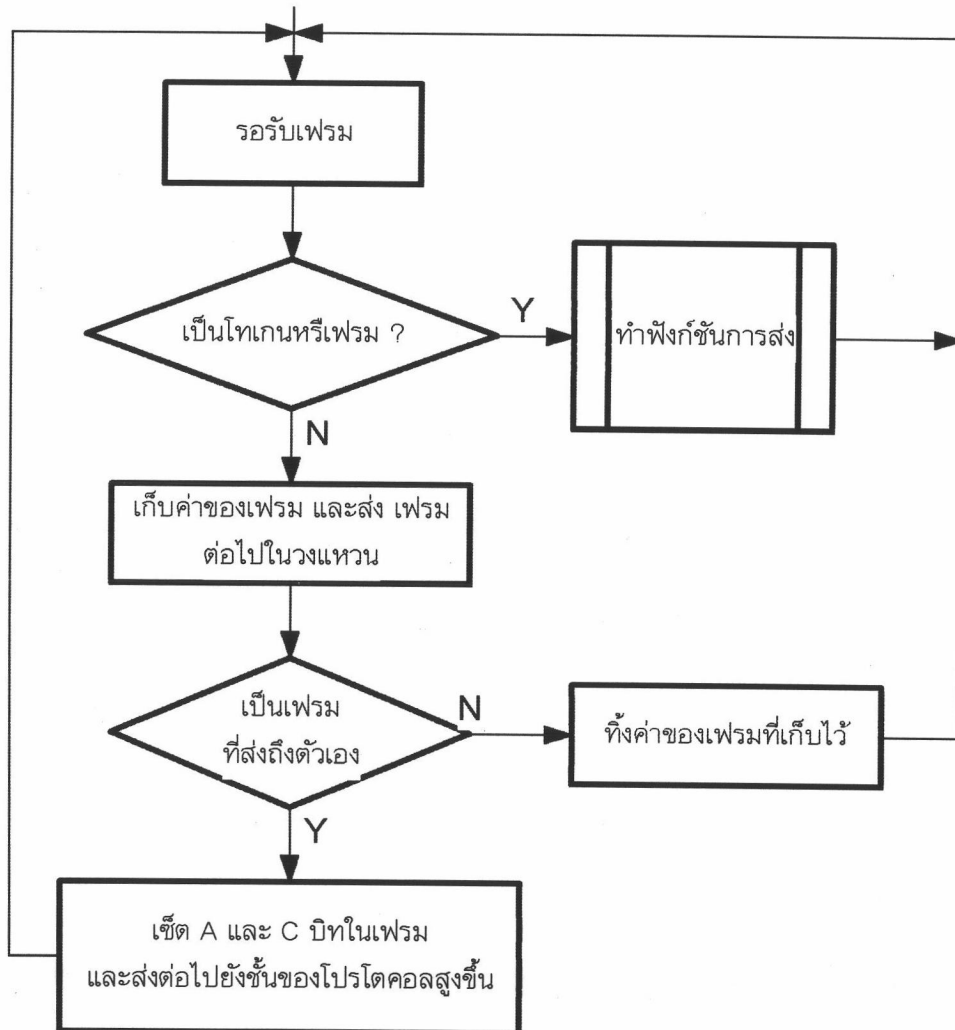 รอรับเฟรม
เป็นโทเกนหรืเฟรม ?
Y
ทำฟังก์ชันการส่ง
N
เก็บค่าของเฟรม และส่ง เฟรม
ต่อไปในวงแหวน
เป็นเฟรม
ที่ส่งถึงตัวเอง
N
ทิ้งค่าของเฟรมที่เก็บไว้
Y
เซ็ต A และ C บิทในเฟรม
และส่งต่อไปยังชั้นของโปรโตคอลสูงขึ้น